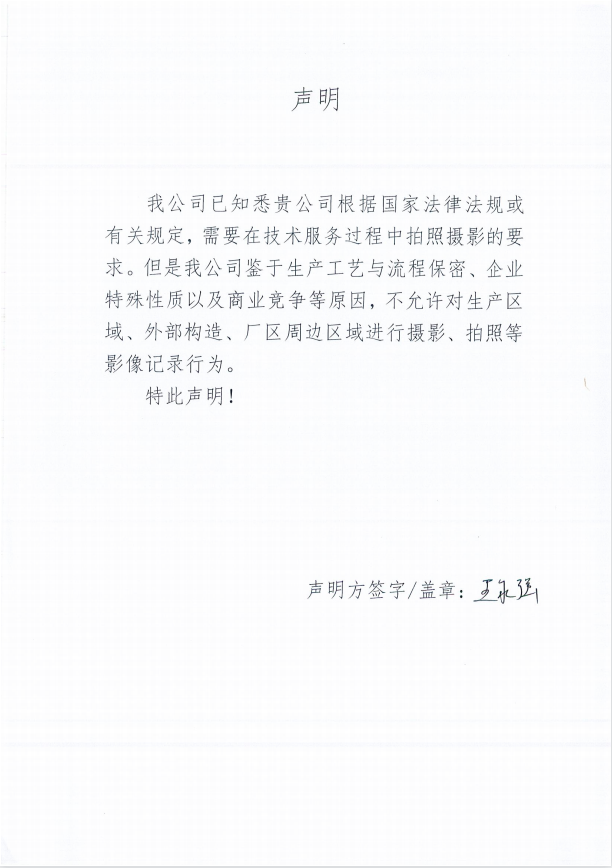 声明
我公司已知悉贵公司根据国家法律法规或
有关规定，需要在技术服务过程中拍照摄影的要
求。但是我公司鉴于生产工艺与流程保密、企业
特殊性质以及商业竞争等原因，不允许对生产区
域、外部构造、厂区周边区域进行摄影、拍照等
影像记录行为。
特此声明！
声明方签字/盖章：王永强